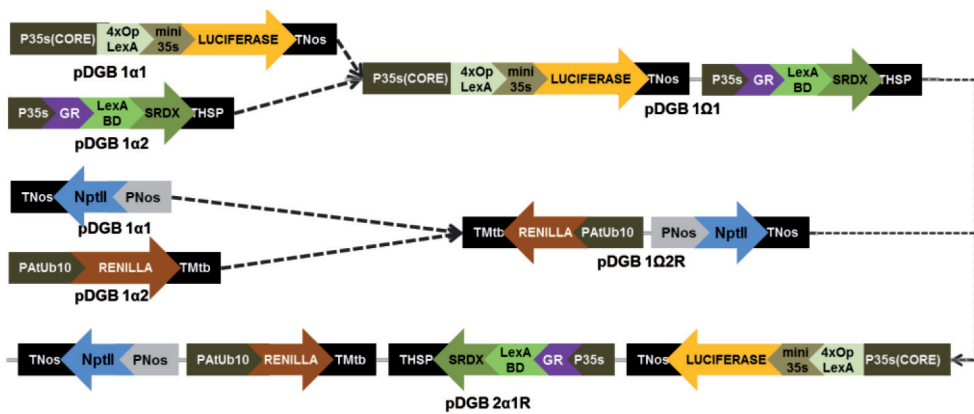 P35s(CORE) 4xOp LexA mini 35s LUCIFERASE TNos
pDGB 1α1
P35s GR LexA BD SRDX THSP
pDGB 1α2
P35s(CORE) 4xOp LexA mini 35s LUCIFERASE TNos P35s GR LexA BD SRDX THSP
pDGB 1Ω1
TNos NptII PNos
pDGB 1α1
PAtUb10 RENILLA TMtb
pDGB 1α2
TMtb RENILLA PAtUb10 PNos NptII TNos
pDGB 1Ω2R
TNos NptII PNos PAtUb10 RENILLA TMtb THSP SRDX LexA BD GR P35s TNos LUCIFERASE mini 35s 4xOp LexA P35s(CORE)
pDGB 2α1R